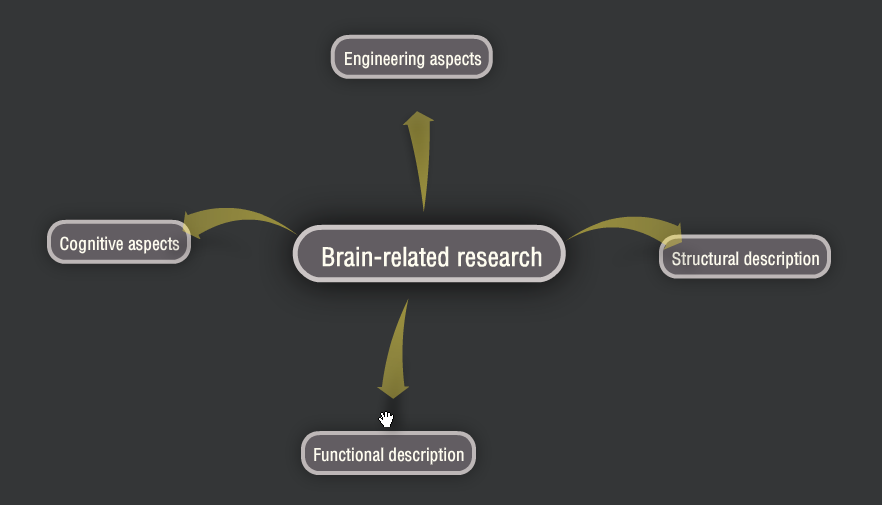 Engineering aspects
Cognitive aspects
Brain-related research
Structural description
Functional description